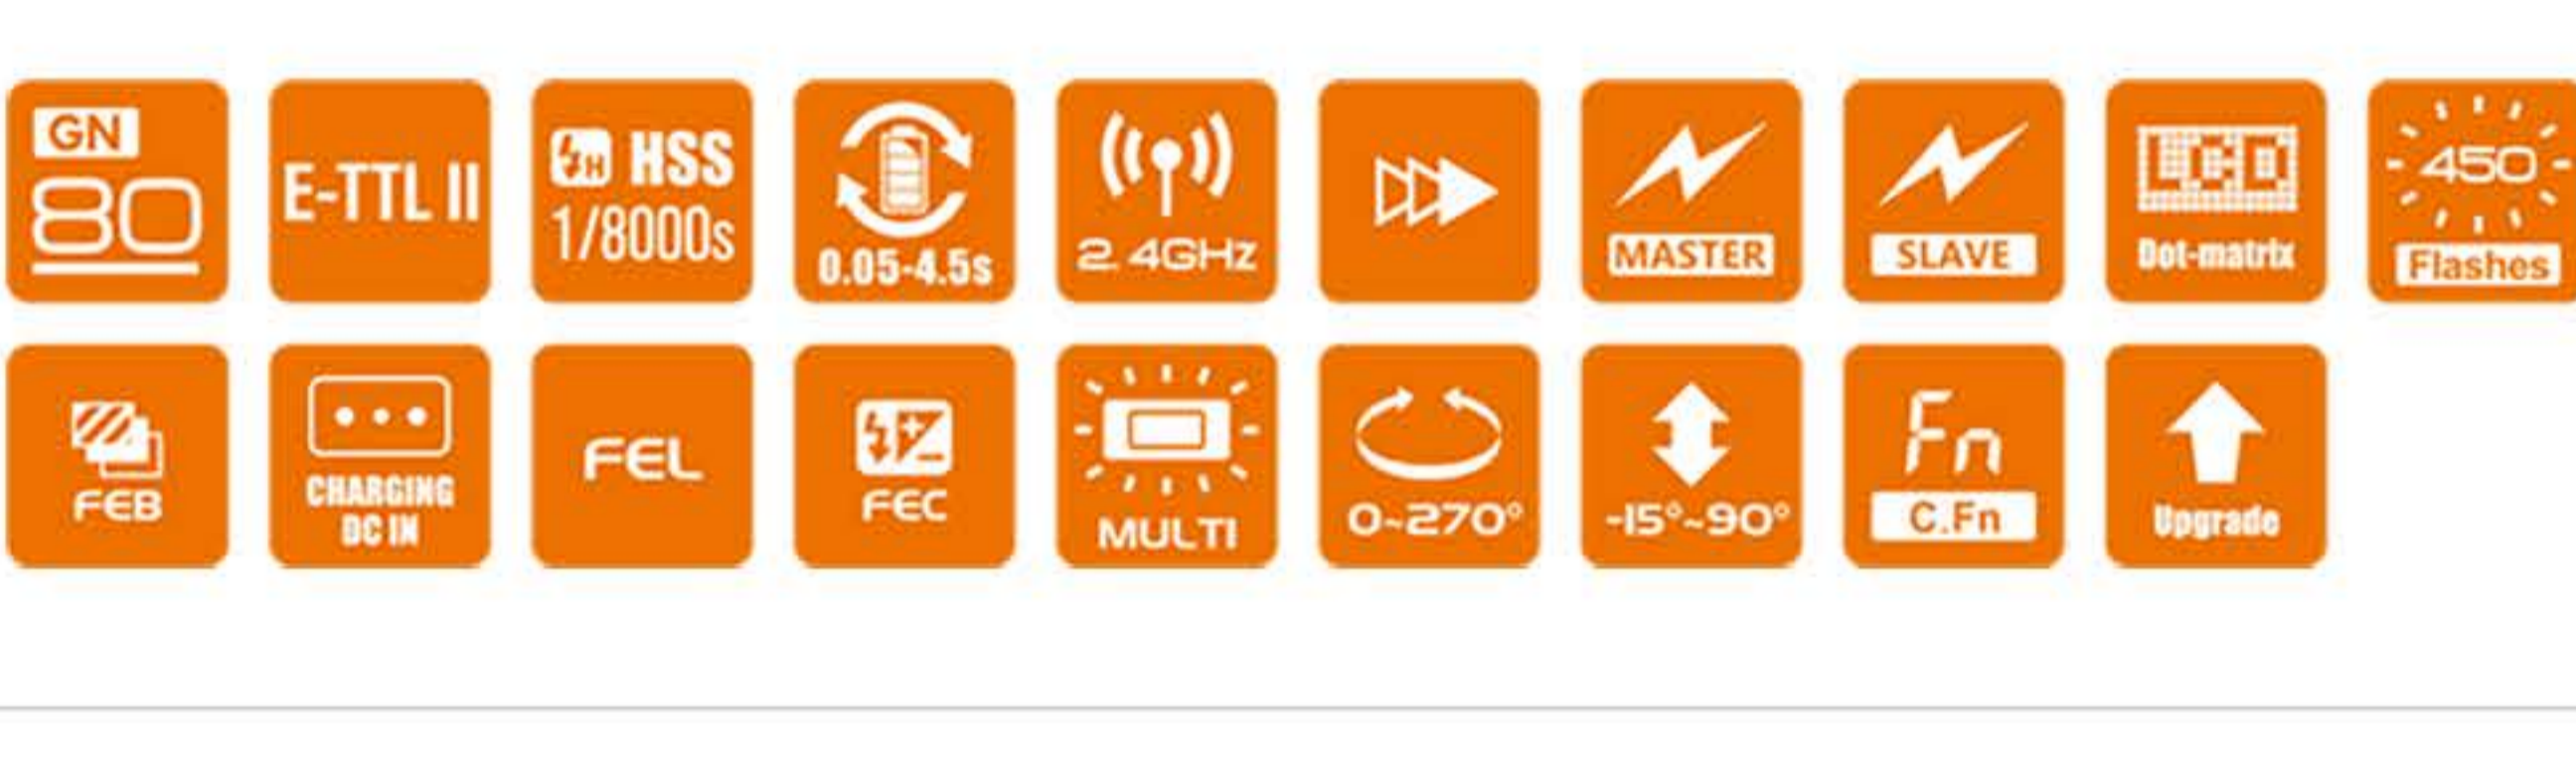 GN
80
E-TTL II
H HSS
1/8000s
0.05-4.5s
2.4GHz
MASTER
SLAVE
LCD
Dot-matrix
450
Flashes
FEB
CHARGING
DC IN
FEL
FEC
MULTI
0~270°
-15°~90°
Fn
C.Fn
Upgrade